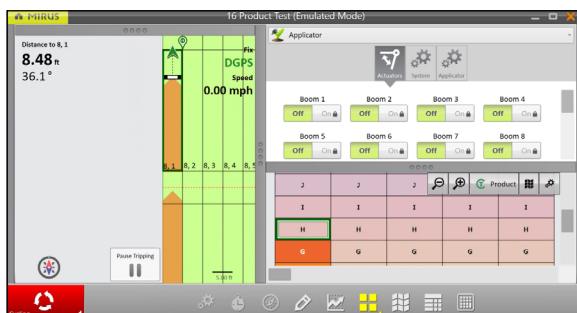 MIRUS
16 Product Test (Emulated Mode)
Distance to 8, 1
8.48 ft
36.1 °
Fix
DGPS
Speed
0.00 mph
8, 1 8, 2 8, 3 8, 4 8, 5
5.00 ft
Pause Tripping
Applicator
Actuators System Applicator
Boom 1 Boom 2 Boom 3 Boom 4
Off On Off On Off On Off On
Boom 5 Boom 6 Boom 7 Boom 8
Off On Off On Off On Off On
Product
J J J
I I I I I
H H H H H
G G G G G